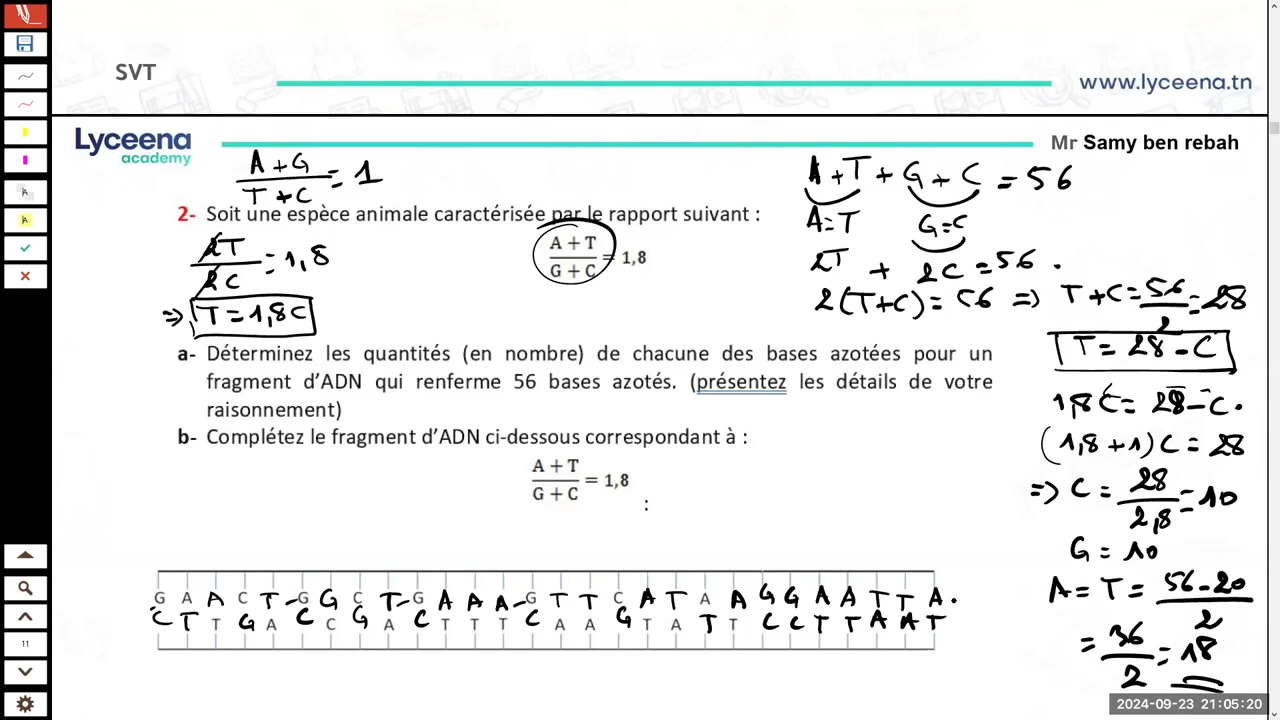 SVT
www.lyceena.tn
Lyceena
academy
Mr Samy ben rebah
A+G / T+C = 1
A+T + G+C = 56
2- Soit une espèce animale caractérisée par le rapport suivant :
A=T G=C
2T / 2C = 1,8
A + T / G + C = 1,8
2T + 2C = 56.
2(T+C) = 56 => T+C = 56 / 2 = 28
=> T = 1,8C
T = 28 - C
a- Déterminez les quantités (en nombre) de chacune des bases azotées pour un
fragment d'ADN qui renferme 56 bases azotés. (présentez les détails de votre
raisonnement)
1,8C = 28 - C.
b- Complétez le fragment d'ADN ci-dessous correspondant à :
(1,8 + 1) C = 28
A + T / G + C = 1,8
:
=> C = 28 / 2,8 = 10
G = 10
A = T = 56 - 20 / 2
= 36 / 2 = 18
G A A C T G G C T G A A A G T T C A T A A G G A A T T A.
C T T G A C C G A C T T T C A A G T A T T C C T T A A T
11
2024-09-23 21:05:20